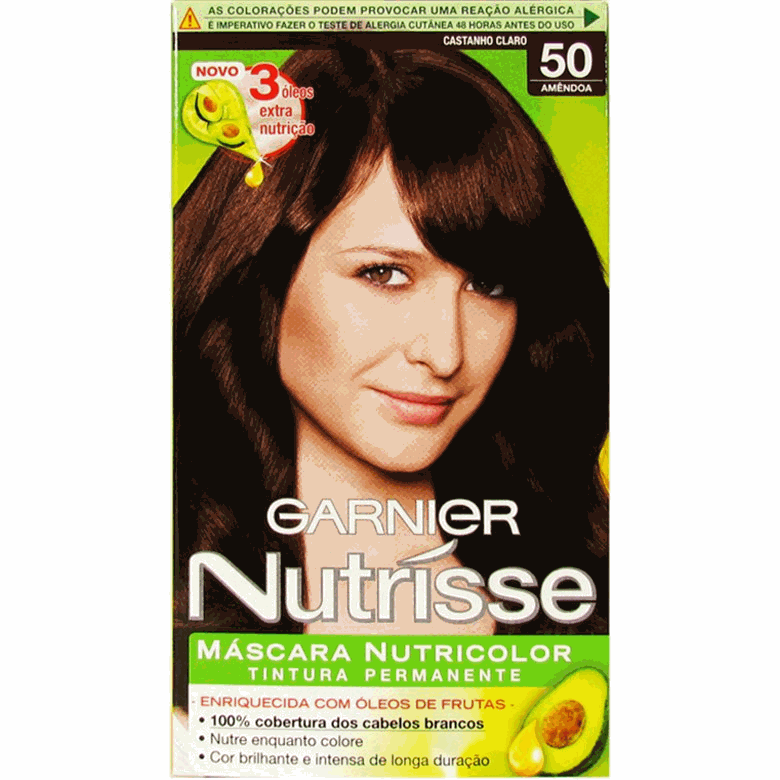 AS COLORAÇÕES PODEM PROVOCAR UMA REAÇÃO ALÉRGICA
É IMPERATIVO FAZER O TESTE DE ALERGIA CUTÂNEA 48 HORAS ANTES DO USO
CASTANHO CLARO
50
AMÊNDOA
NOVO
3 óleos
extra
nutrição
GARNIER
Nutrisse
MÁSCARA NUTRICOLOR
TINTURA PERMANENTE
- ENRIQUECIDA COM ÓLEOS DE FRUTAS -
• 100% cobertura dos cabelos brancos
• Nutre enquanto colore
• Cor brilhante e intensa de longa duração